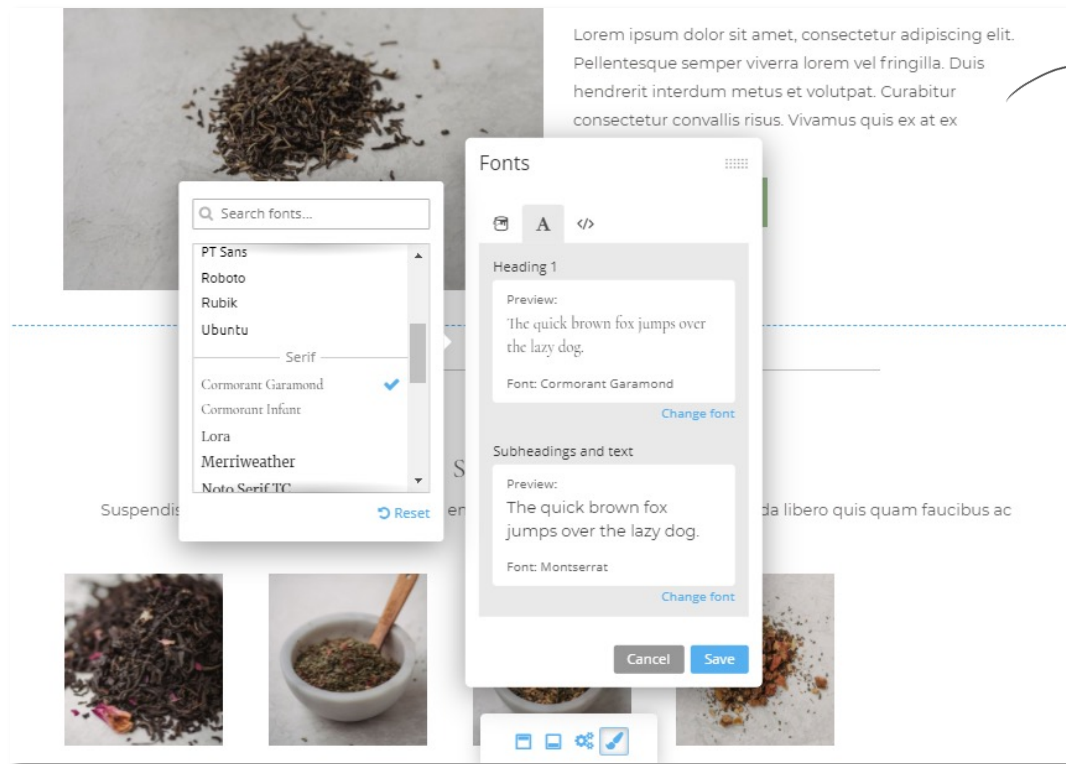 Lorem ipsum dolor sit amet, consectetur adipiscing elit.
Pellentesque semper viverra lorem vel fringilla. Duis
hendrerit interdum metus et volutpat. Curabitur
consectetur convallis risus. Vivamus quis ex at ex
Search fonts...
PT Sans
Roboto
Rubik
Ubuntu
Serif
Cormorant Garamond
Cormorant Infant
Lora
Merriweather
Noto Serif TC
Reset
Fonts
A
</>
Heading 1
Preview:
The quick brown fox jumps over
the lazy dog.
Font: Cormorant Garamond
Change font
Subheadings and text
Preview:
The quick brown fox
jumps over the lazy dog.
Font: Montserrat
Change font
Cancel
Save
S
libero quis quam faucibus ac